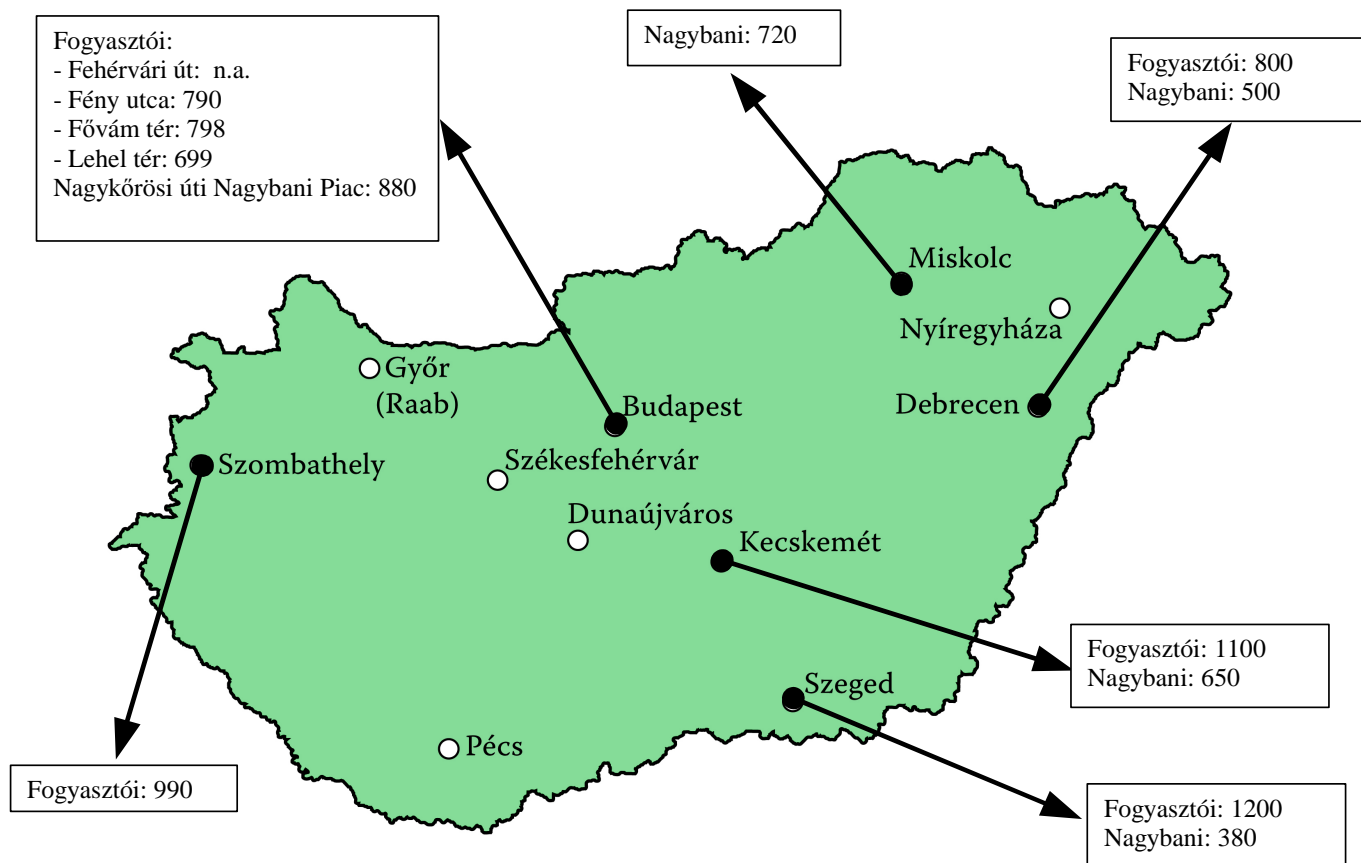 Fogyasztói:
- Fehérvári út: n.a.
- Fény utca: 790
- Fővám tér: 798
- Lehel tér: 699
Nagykőrösi úti Nagybani Piac: 880
Nagybani: 720
Fogyasztói: 800
Nagybani: 500
Miskolc
Nyíregyháza
Győr
(Raab)
Budapest
Debrecen
Szombathely
Székesfehérvár
Dunaújváros
Kecskemét
Fogyasztói: 1100
Nagybani: 650
Szeged
Pécs
Fogyasztói: 990
Fogyasztói: 1200
Nagybani: 380